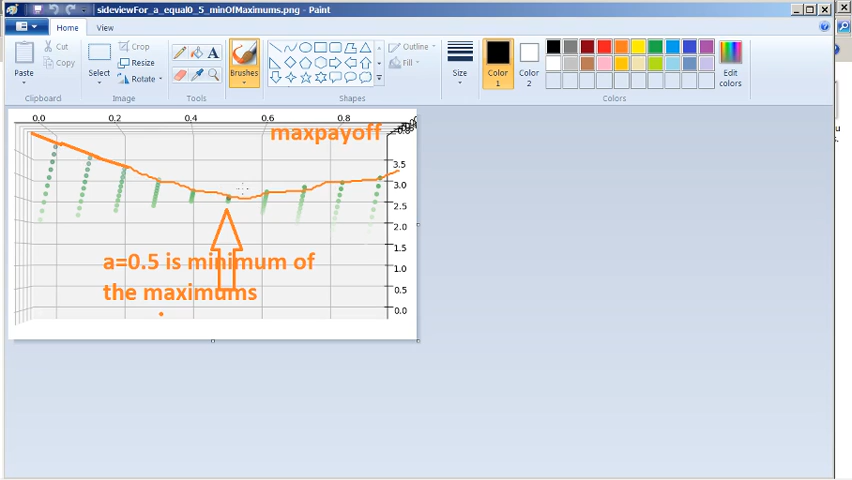 sideviewFor_a_equal0_5_minOfMaximums.png - Paint
Home View
Paste
Cut
Copy
Select
Crop
Resize
Rotate
A
Brushes
Outline
Fill
Size
Color 1
Color 2
Edit colors
Clipboard Image Tools Shapes Colors
0.0 0.2 0.4 0.6 0.8
maxpayoff
3.5
3.0
2.5
2.0
1.5
1.0
0.5
0.0
a=0.5 is minimum of
the maximums